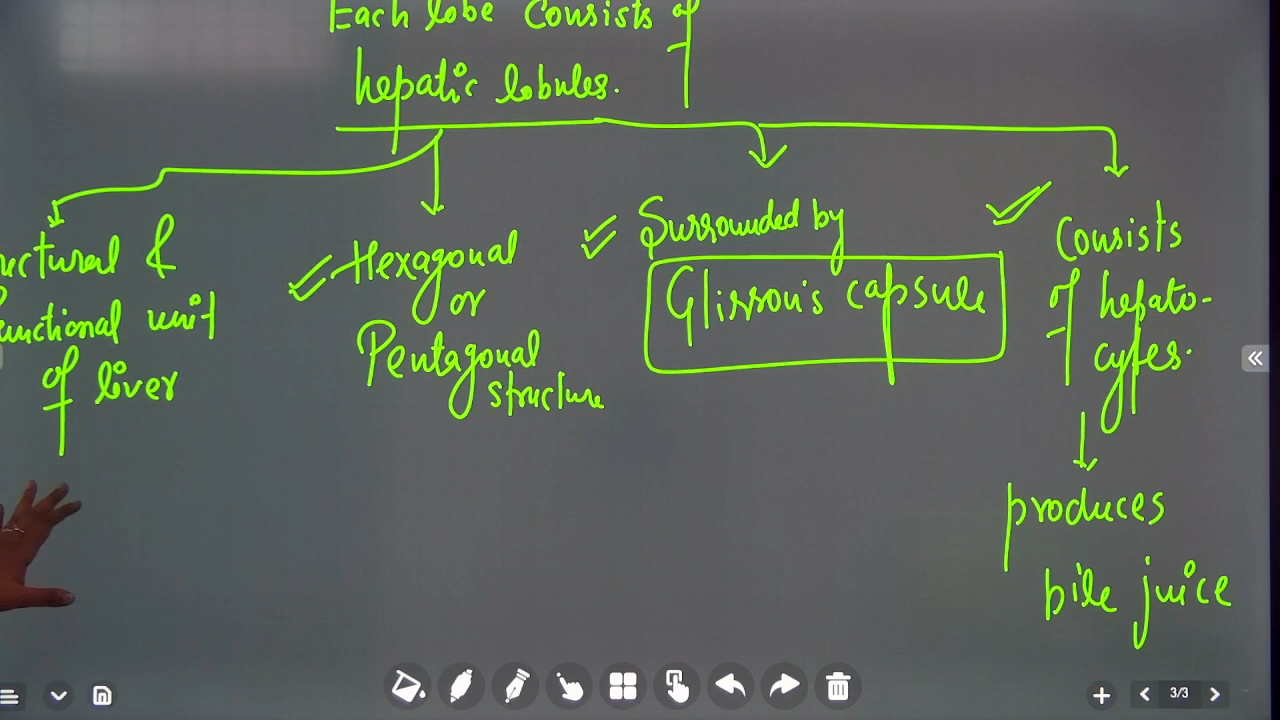 Each lobe Consists of
hepatic lobules.
uctural &
unctional unit
of liver
Hexagonal
or
Pentagonal
structure
Surrounded by
Glisson's capsule
Consists
of hepato-
cytes.
produces
bile juice
3/3